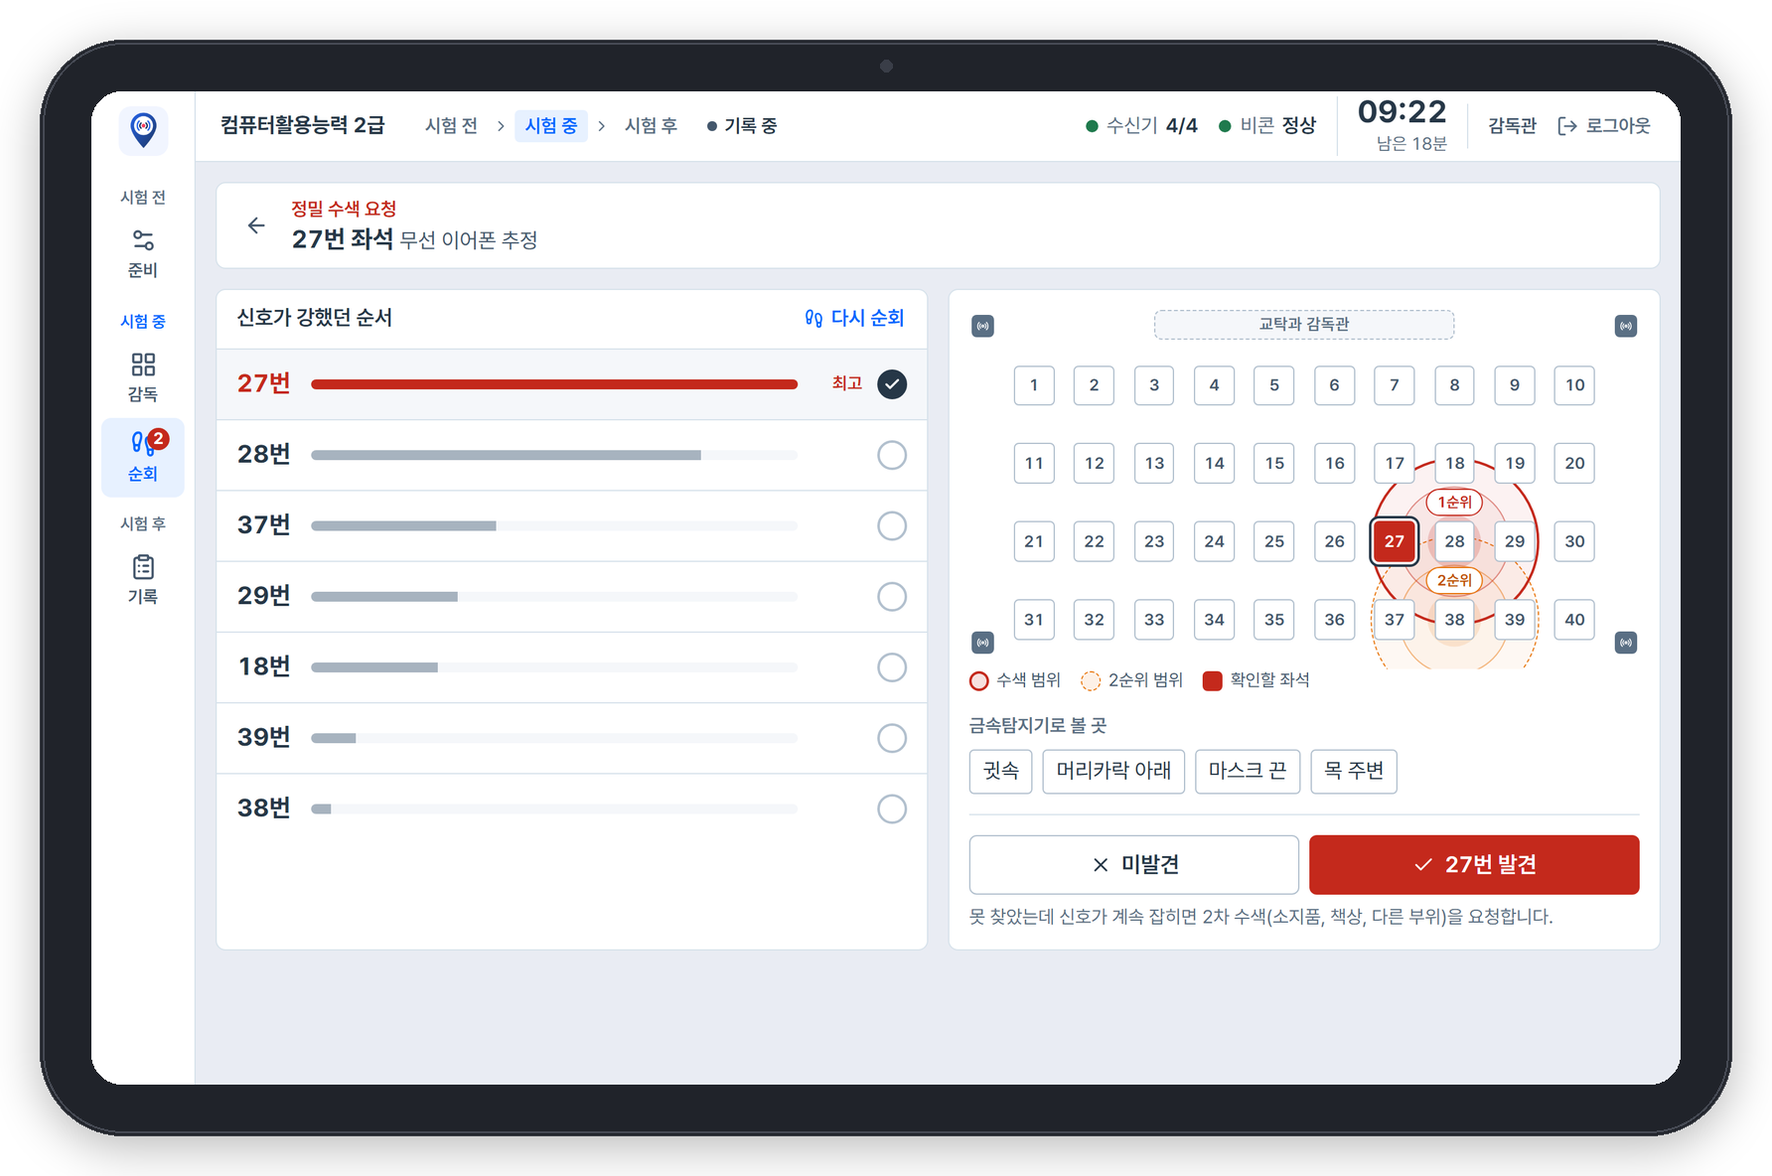 컴퓨터활용능력 2급
시험 전
시험 중
시험 후
기록 중
수신기 4/4
비콘 정상
09:22
남은 18분
감독관
로그아웃
시험 전
준비
시험 중
감독
2
순회
시험 후
기록
정밀 수색 요청
27번 좌석 무선 이어폰 추정
신호가 강했던 순서
다시 순회
27번 최고
28번
37번
29번
18번
39번
38번
교탁과 감독관
1 2 3 4 5 6 7 8 9 10
11 12 13 14 15 16 17 18 19 20
1순위
21 22 23 24 25 26 27 28 29 30
2순위
31 32 33 34 35 36 37 38 39 40
수색 범위 2순위 범위 확인할 좌석
금속탐지기로 볼 곳
귓속 머리카락 아래 마스크 끈 목 주변
미발견 27번 발견
못 찾았는데 신호가 계속 잡히면 2차 수색(소지품, 책상, 다른 부위)을 요청합니다.